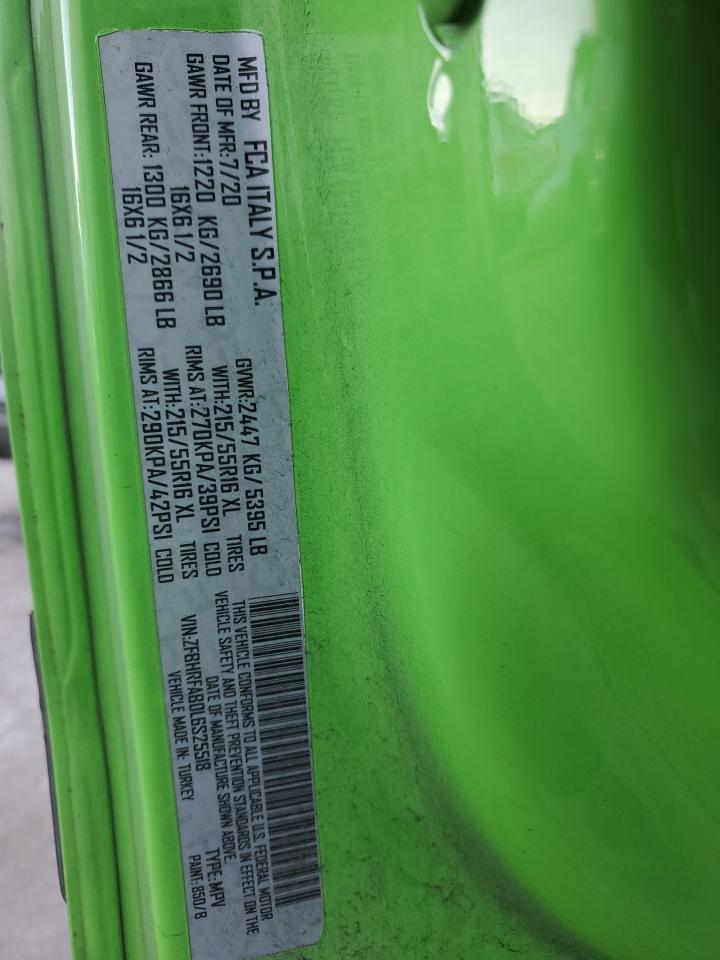 MFD BY FCA ITALY S.P.A.
DATE OF MFR: 7/20 GVWR:2447 KG/ 5395 LB
GAWR FRONT:1220 KG/2690 LB WITH:215/55R16 XL TIRES
16X6 1/2 RIMS AT:270KPA/39PSI COLD
GAWR REAR:1300 KG/2866 LB WITH:215/55R16 XL TIRES
16X6 1/2 RIMS AT:290KPA/42PSI COLD
THIS VEHICLE CONFORMS TO ALL APPLICABLE U.S. FEDERAL MOTOR
VEHICLE SAFETY AND THEFT PREVENTION STANDARDS IN EFFECT ON THE
DATE OF MANUFACTURE SHOWN ABOVE.
VIN:ZFBHRFAB0L6S25518 TYPE:MPV
VEHICLE MADE IN: TURKEY PAINT: 850/B